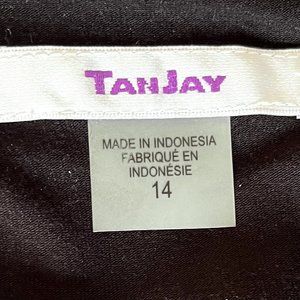 TANJAY
MADE IN INDONESIA
FABRIQUÉ EN
INDONÉSIE
14